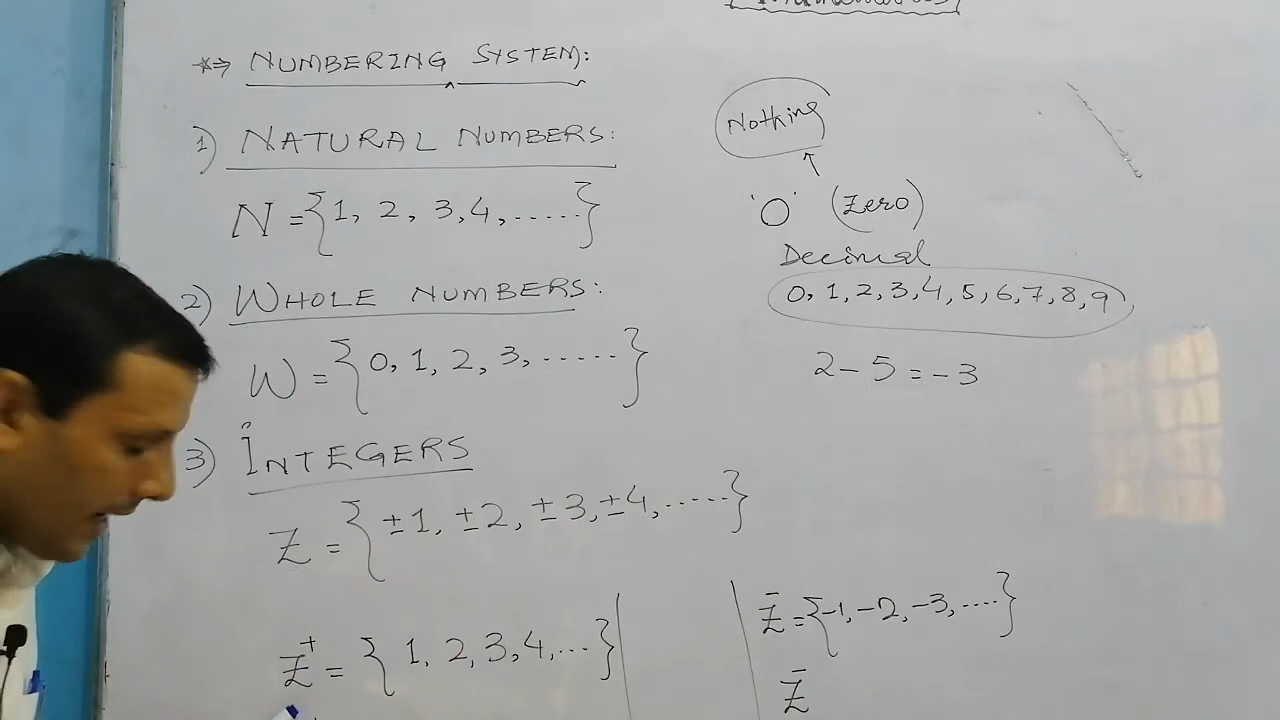 *⇒ NUMBERING SYSTEM:
1) NATURAL NUMBERS:
N = {1, 2, 3, 4, .....}
2) WHOLE NUMBERS:
W = {0, 1, 2, 3, ......}
3) INTEGERS
Z = {±1, ±2, ±3, ±4, .....}
Z⁺ = {1, 2, 3, 4, ...}
Nothing
'0' (Zero)
Decimal
0, 1, 2, 3, 4, 5, 6, 7, 8, 9,
2 - 5 = - 3
Z⁻ = {-1, -2, -3, ....}
Z⁻